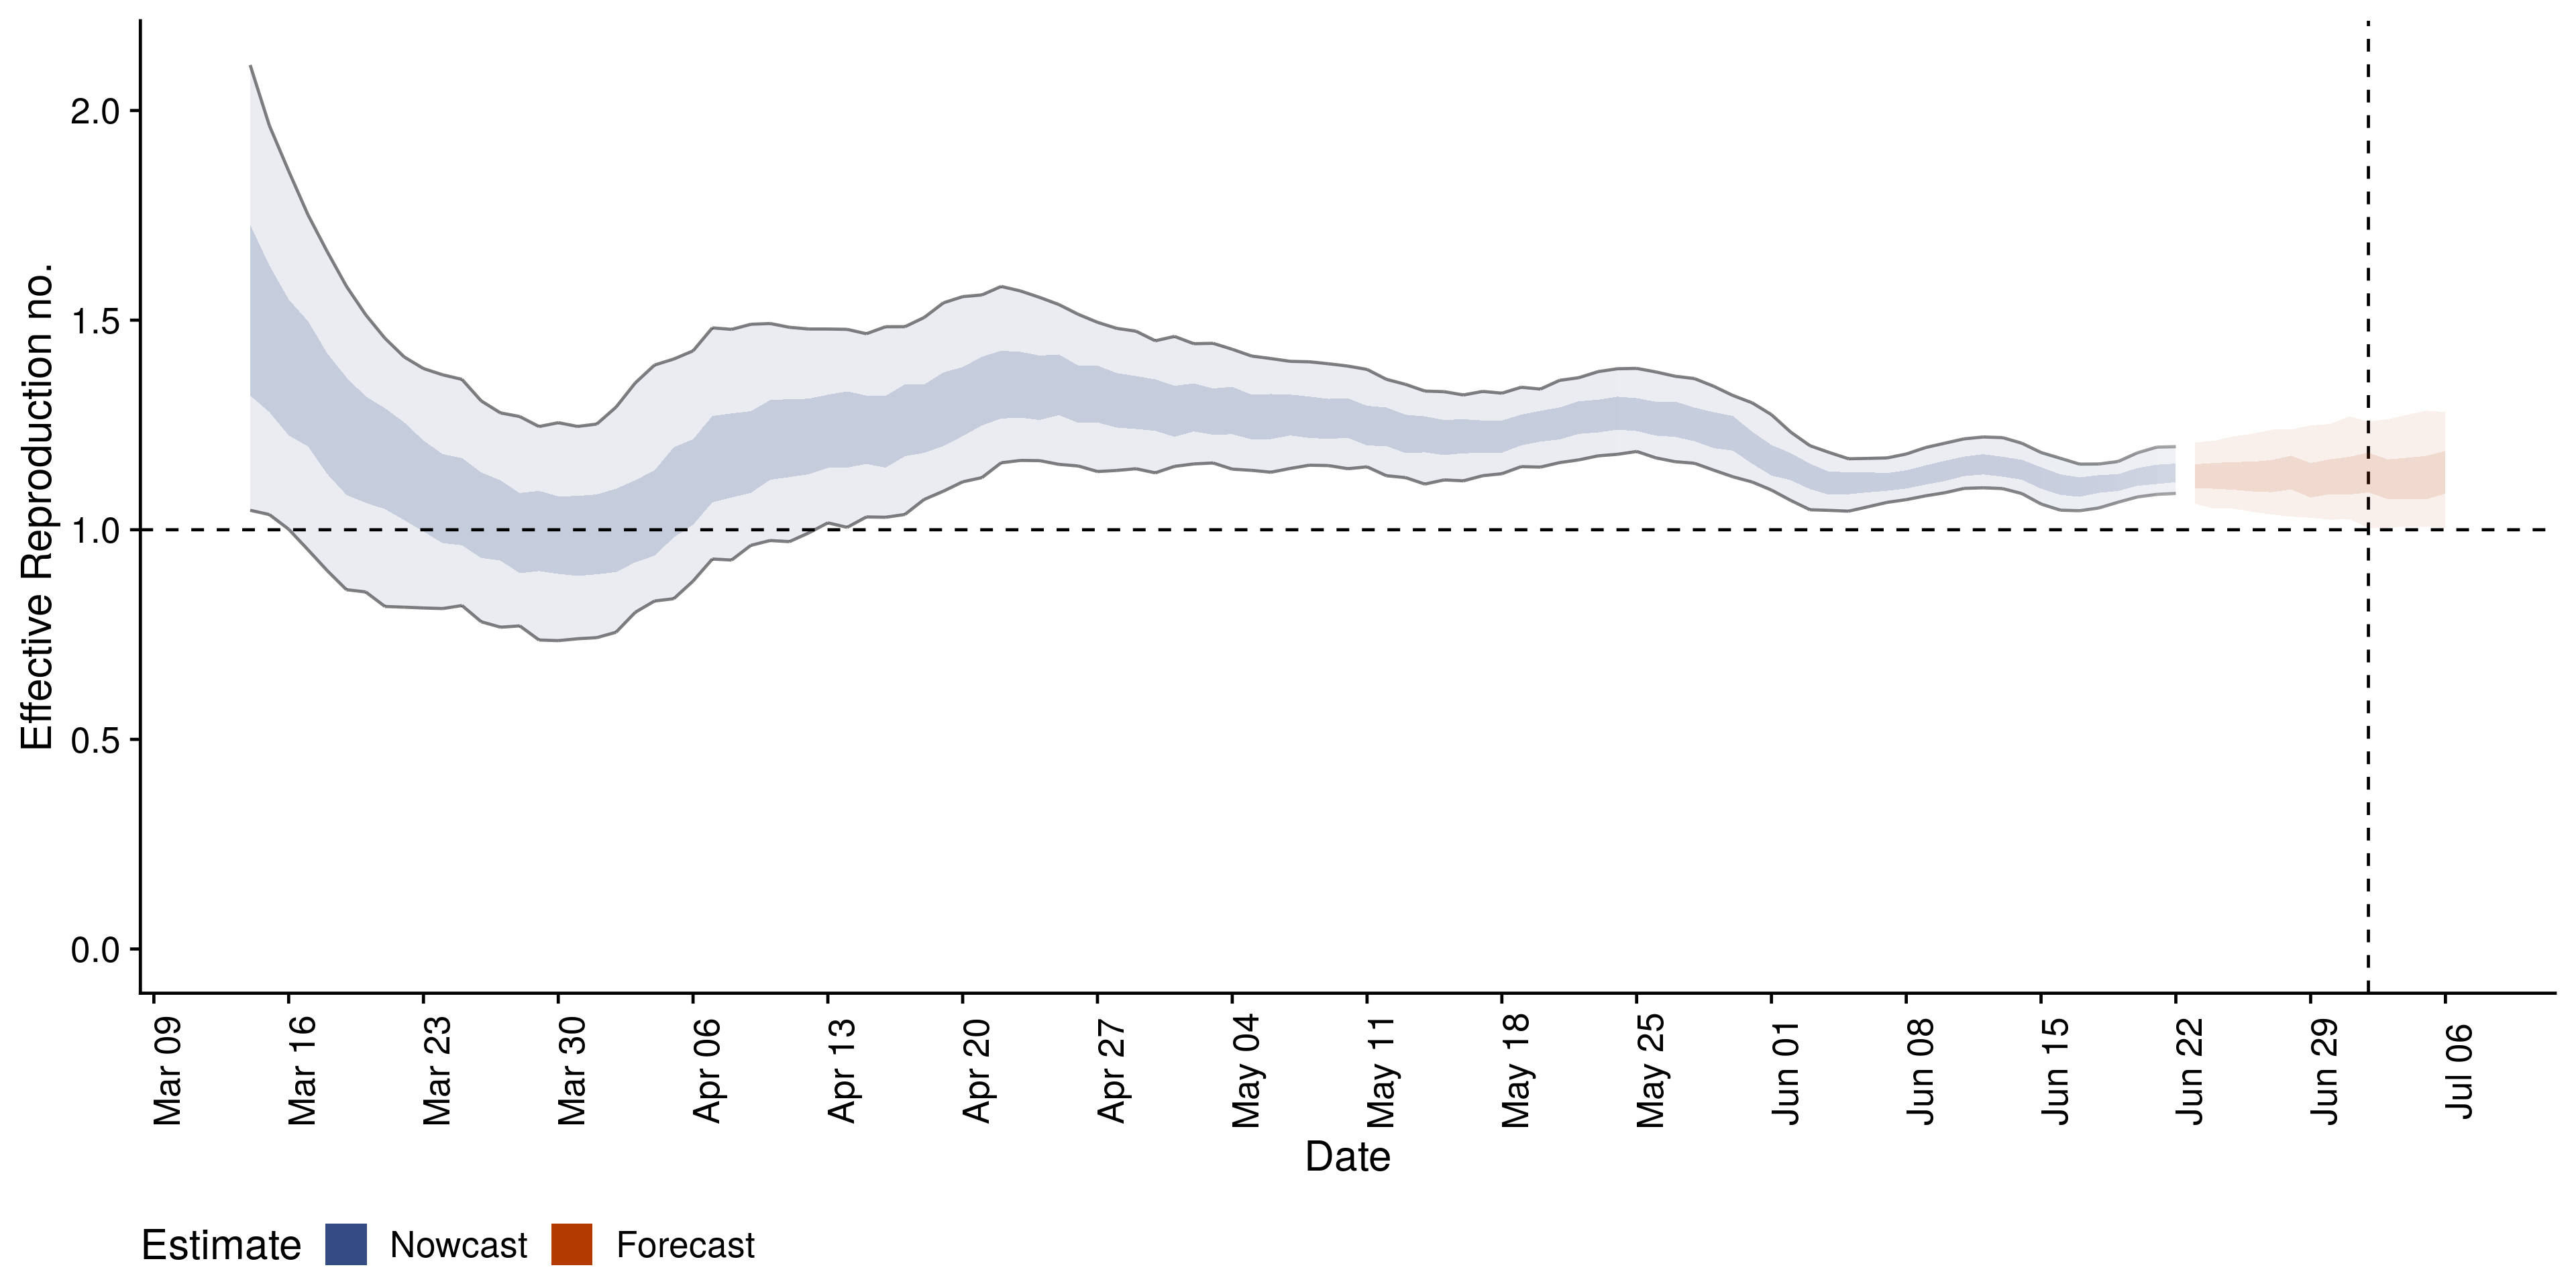 Effective Reproduction no.
2.0
1.5
1.0
0.5
0.0
Mar 09
Mar 16
Mar 23
Mar 30
Apr 06
Apr 13
Apr 20
Apr 27
May 04
May 11
May 18
May 25
Jun 01
Jun 08
Jun 15
Jun 22
Jun 29
Jul 06
Date
Estimate Nowcast Forecast